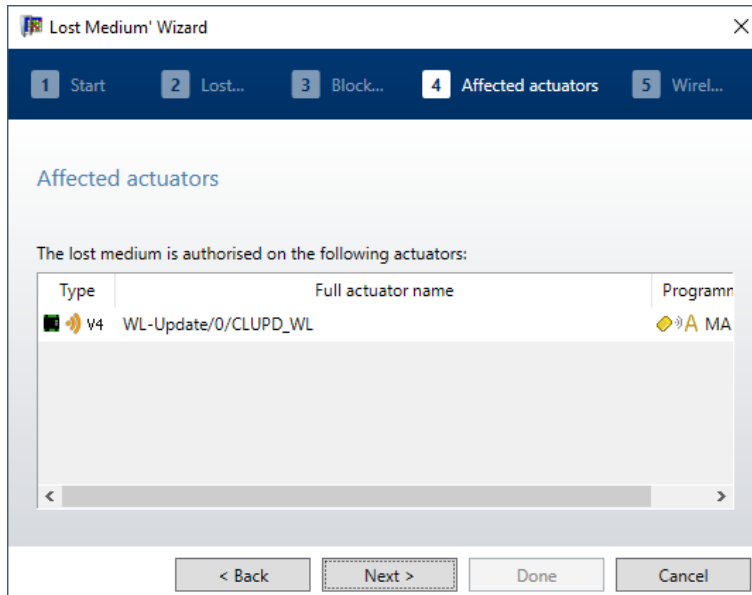 Lost Medium' Wizard
1 Start 2 Lost... 3 Block... 4 Affected actuators 5 Wirel...
Affected actuators
The lost medium is authorised on the following actuators:
Type Full actuator name Programm
V4 WL-Update/0/CLUPD_WL A MA
< Back Next > Done Cancel